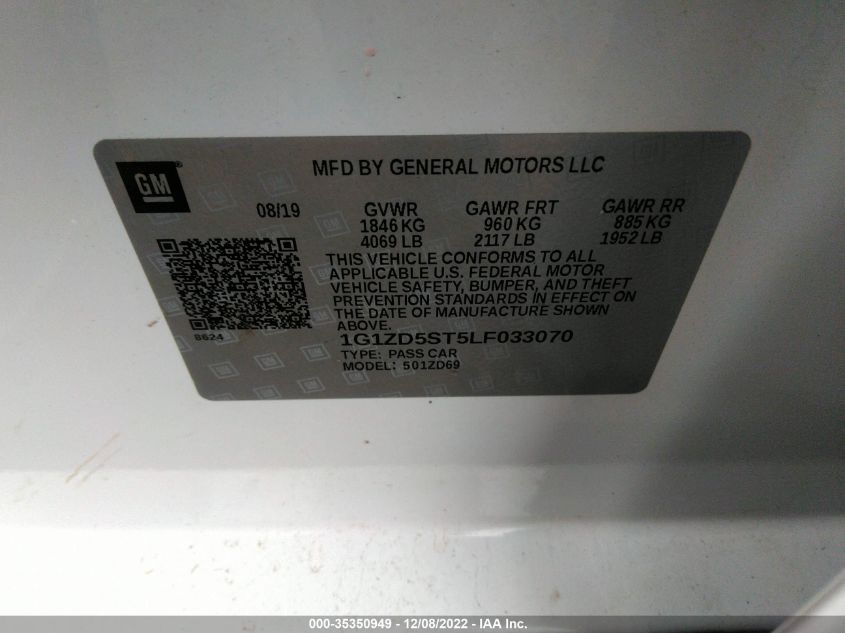 MFD BY GENERAL MOTORS LLC
GM®
08/19 GVWR GAWR FRT GAWR RR
1846 KG 960 KG 885 KG
4069 LB 2117 LB 1952 LB
THIS VEHICLE CONFORMS TO ALL
APPLICABLE U.S. FEDERAL MOTOR
VEHICLE SAFETY, BUMPER, AND THEFT
PREVENTION STANDARDS IN EFFECT ON
THE DATE OF MANUFACTURE SHOWN
ABOVE.
8624
1G1ZD5ST5LF033070
TYPE: PASS CAR
MODEL: 501ZD69
000-35350949 - 12/08/2022 - IAA Inc.